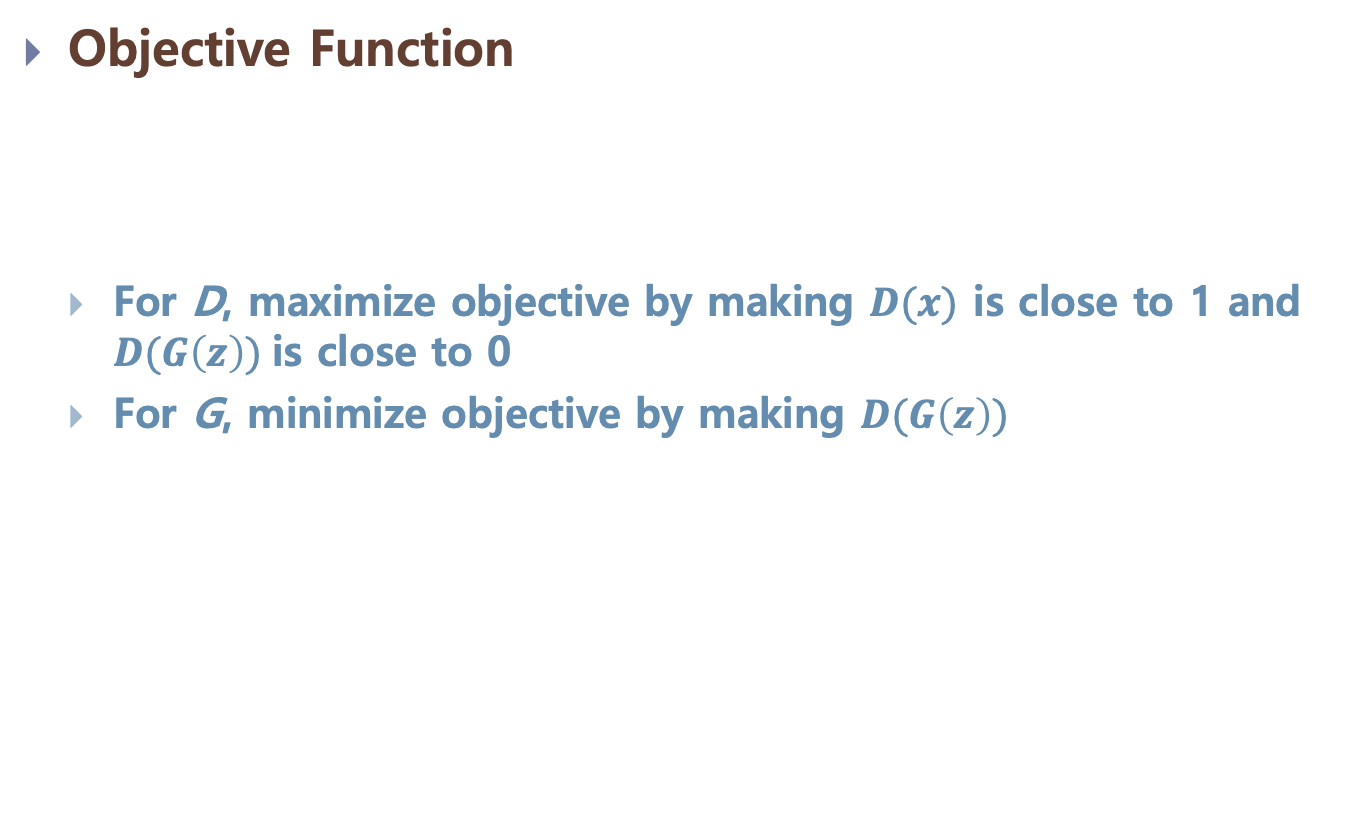 Objective Function
For D, maximize objective by making D(x) is close to 1 and
D(G(z)) is close to 0
For G, minimize objective by making D(G(z))